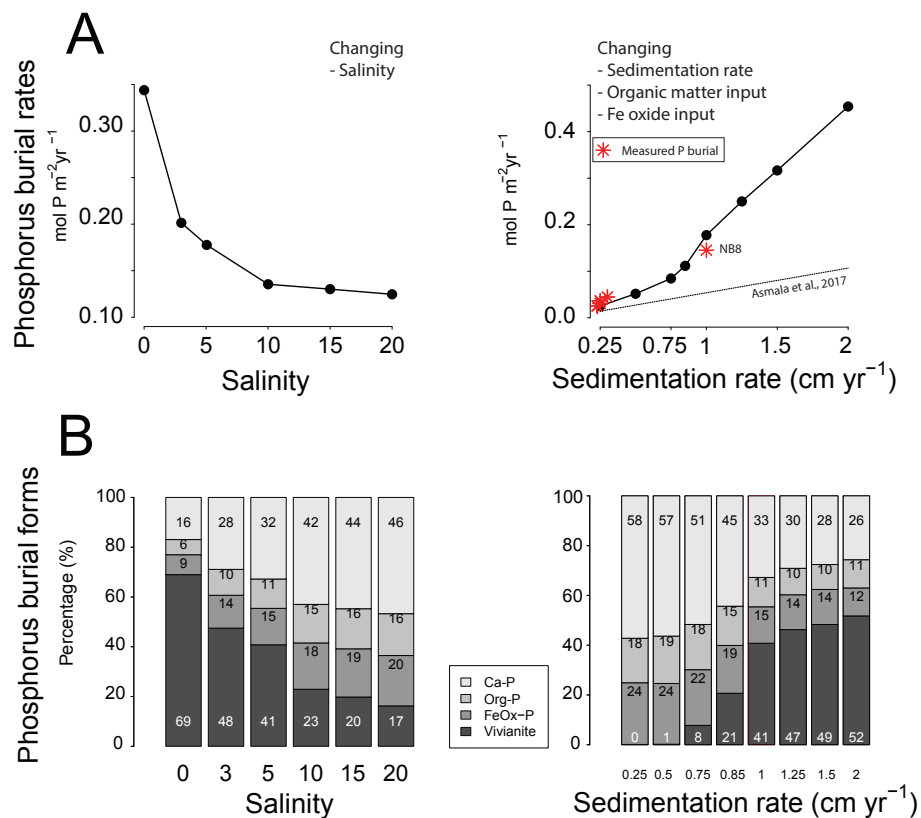 A
Changing
- Salinity
Phosphorus burial rates
mol P m⁻²yr⁻¹
0.30
0.20
0.10
0 5 10 15 20
Salinity
Changing
- Sedimentation rate
- Organic matter input
- Fe oxide input
Measured P burial
mol P m⁻²yr⁻¹
0.4
0.2
0.0
NB8
Asmala et al., 2017
0.25 0.75 1 1.5 2
Sedimentation rate (cm yr⁻¹)
B
Phosphorus burial forms
Percentage (%)
100
80
60
40
20
0
16 28 32 42 44 46
6 10 11 15 16 16
9 14 15 18 19 20
69 48 41 23 20 17
0 3 5 10 15 20
Salinity
Ca-P
Org-P
FeOx-P
Vivianite
100
80
60
40
20
0
58 57 51 45 33 30 28 26
18 19 18 15 11 10 10 11
24 24 22 19 15 14 14 12
0 1 8 21 41 47 49 52
0.25 0.5 0.75 0.85 1 1.25 1.5 2
Sedimentation rate (cm yr⁻¹)